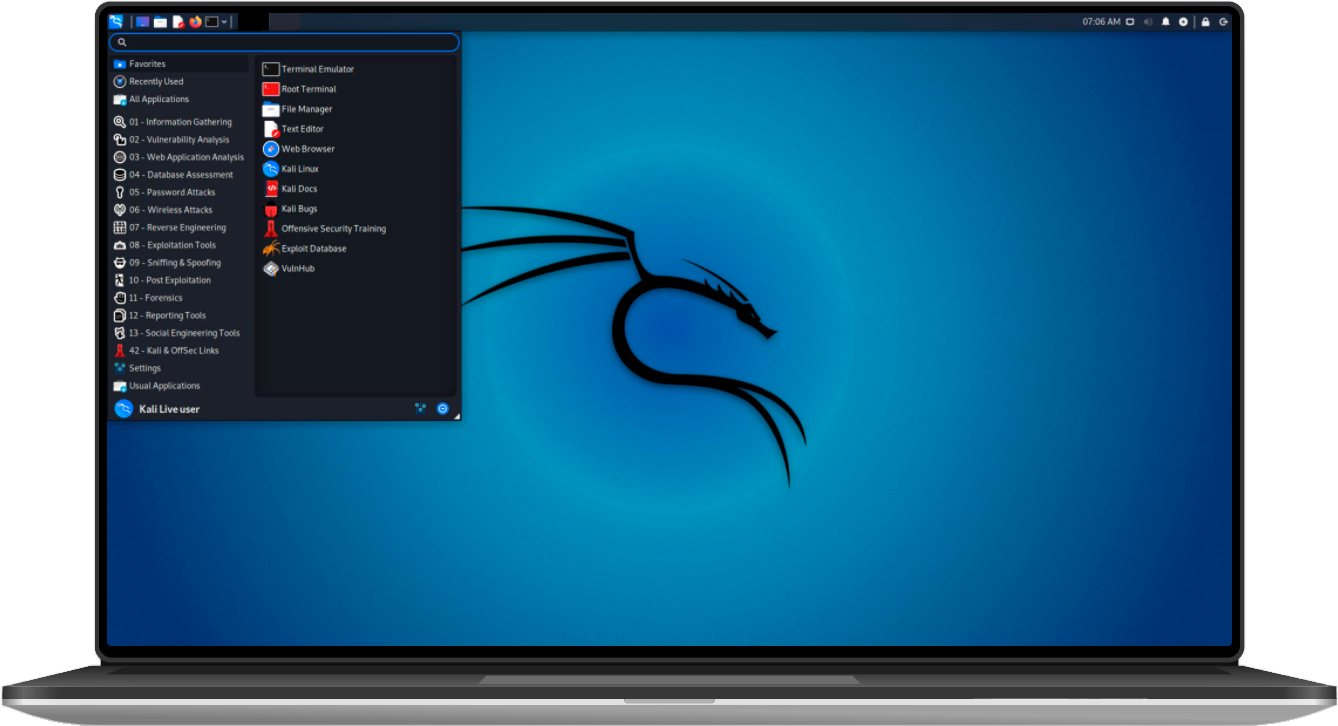 07:06 AM
Favorites
Recently Used
All Applications
01 - Information Gathering
02 - Vulnerability Analysis
03 - Web Application Analysis
04 - Database Assessment
05 - Password Attacks
06 - Wireless Attacks
07 - Reverse Engineering
08 - Exploitation Tools
09 - Sniffing & Spoofing
10 - Post Exploitation
11 - Forensics
12 - Reporting Tools
13 - Social Engineering Tools
42 - Kali & OffSec Links
Settings
Usual Applications
Terminal Emulator
Root Terminal
File Manager
Text Editor
Web Browser
Kali Linux
Kali Docs
Kali Bugs
Offensive Security Training
Exploit Database
VulnHub
Kali Live user